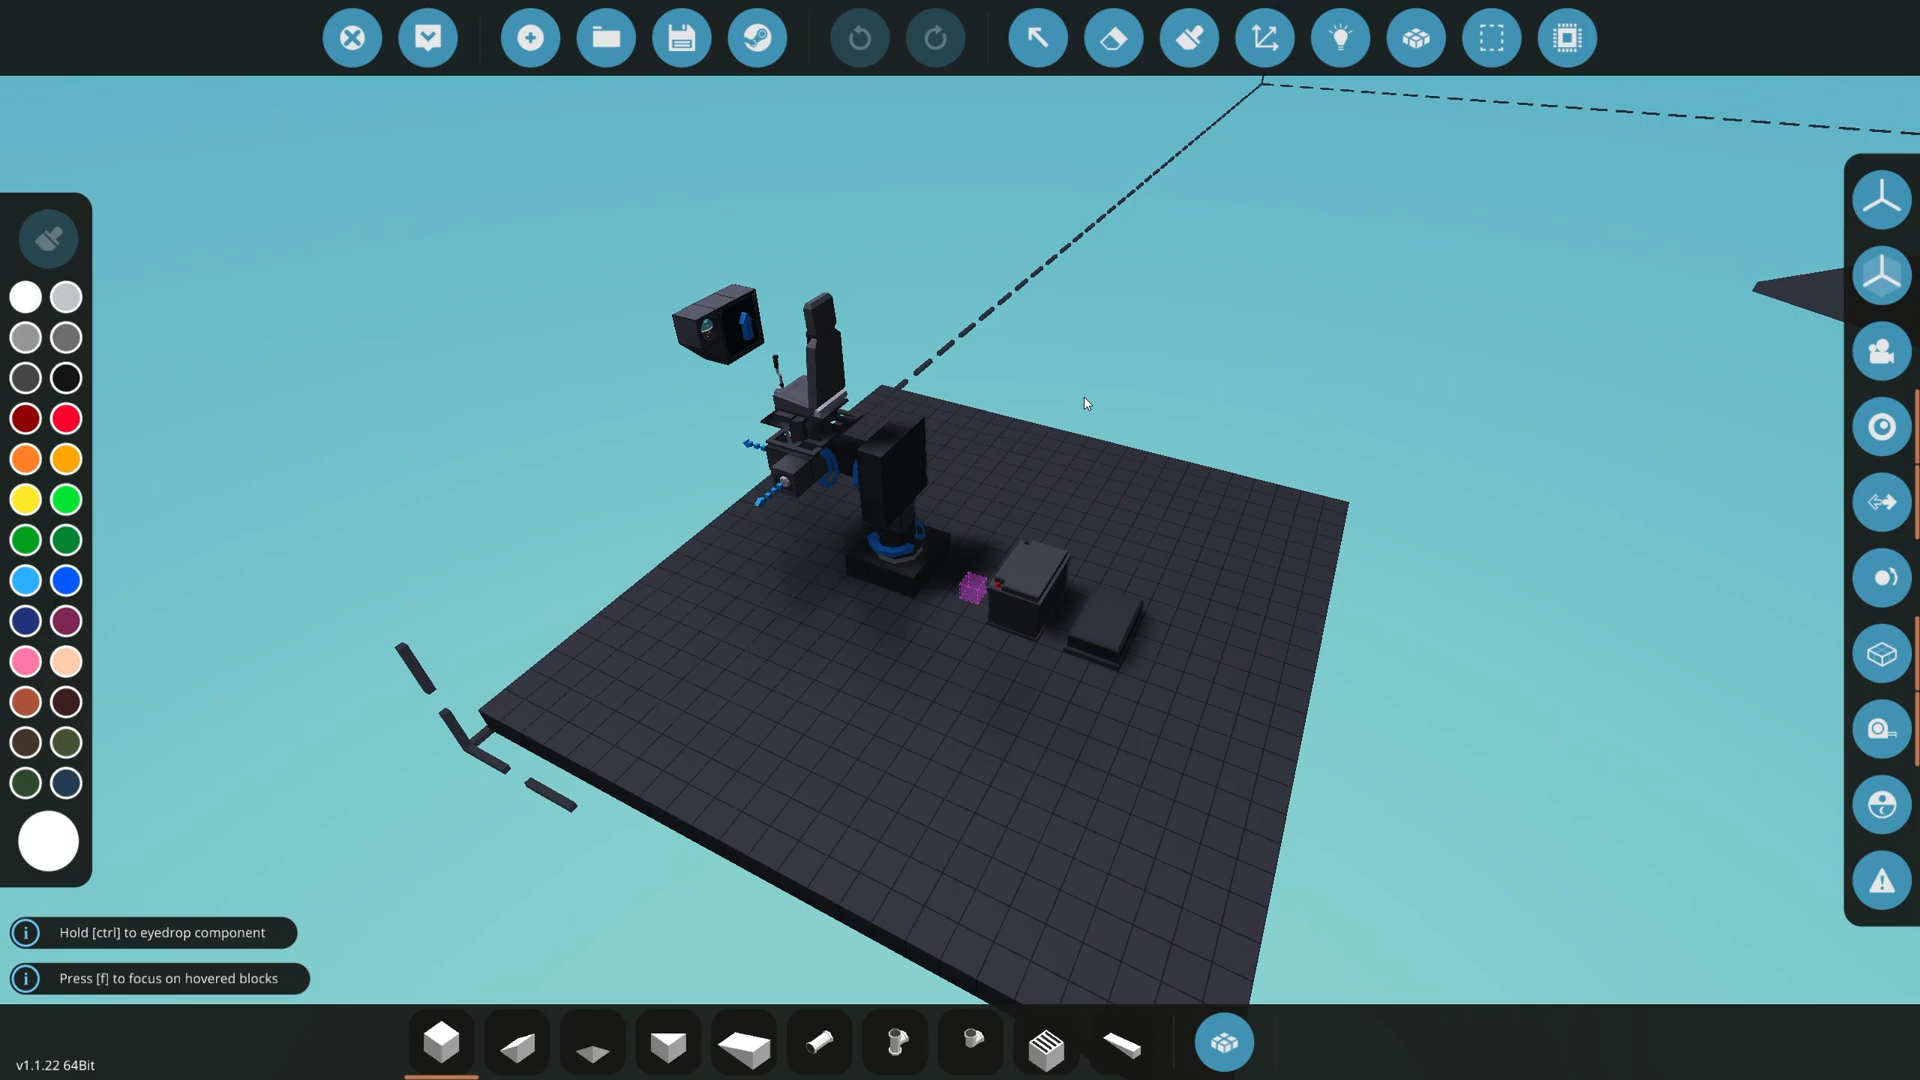 Hold [ctrl] to eyedrop component
Press [f] to focus on hovered blocks
v1.1.22 64Bit